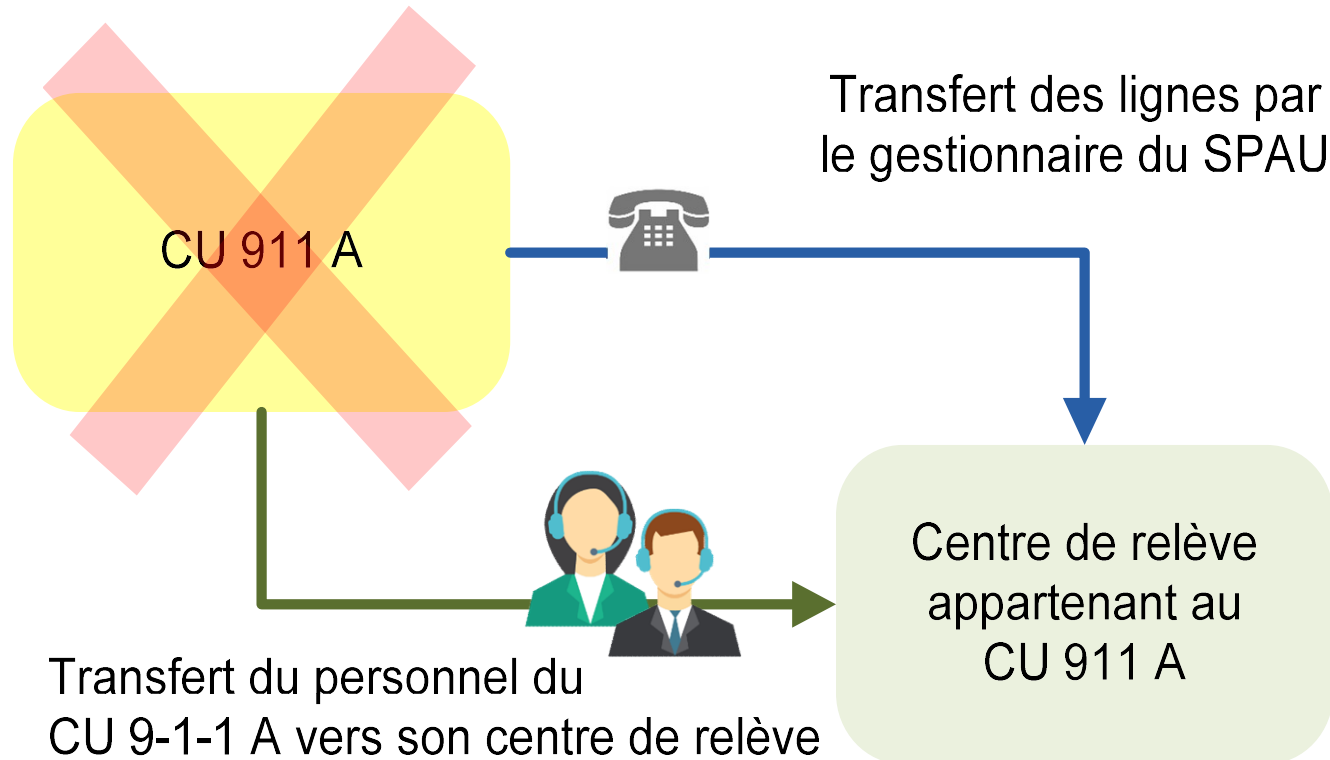 CU 911 A
Transfert des lignes par
le gestionnaire du SPAU
Centre de relève
appartenant au
CU 911 A
Transfert du personnel du
CU 9-1-1 A vers son centre de relève